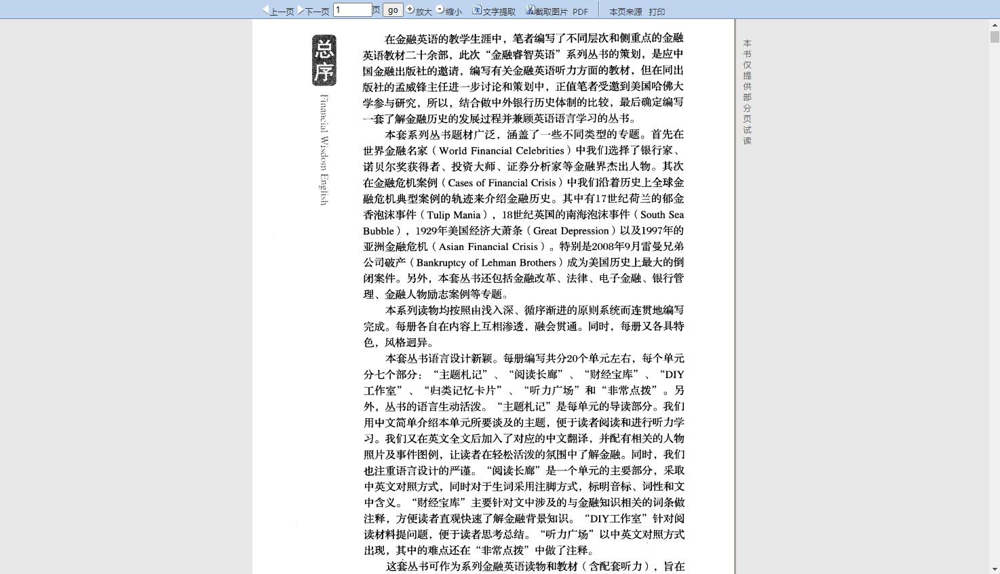 上一页 下一页 1 页 go 放大 缩小 文字提取 截取图片 PDF 本页来源 打印
总序
Financial Wisdom English
在金融英语的教学生涯中，笔者编写了不同层次和侧重点的金融
英语教材二十余部，此次“金融睿智英语”系列丛书的策划，是应中
国金融出版社的邀请，编写有关金融英语听力方面的教材，但在同出
版社的孟威锋主任进一步讨论和策划中，正值笔者受邀到美国哈佛大
学参与研究，所以，结合做中外银行历史体制的比较，最后确定编写
一套了解金融历史的发展过程并兼顾英语语言学习的丛书。
本套系列丛书题材广泛，涵盖了一些不同类型的专题。首先在
世界金融名家（World Financial Celebrities）中我们选择了银行家、
诺贝尔奖获得者、投资大师、证券分析家等金融界杰出人物。其次
在金融危机案例（Cases of Financial Crisis）中我们沿着历史上全球金
融危机典型案例的轨迹来介绍金融历史。其中有17世纪荷兰的郁金
香泡沫事件（Tulip Mania），18世纪英国的南海泡沫事件（South Sea
Bubble），1929年美国经济大萧条（Great Depression）以及1997年的
亚洲金融危机（Asian Financial Crisis）。特别是2008年9月雷曼兄弟
公司破产（Bankruptcy of Lehman Brothers）成为美国历史上最大的倒
闭案件。另外，本套丛书还包括金融改革、法律、电子金融、银行管
理、金融人物励志案例等专题。
本系列读物均按照由浅入深、循序渐进的原则系统而连贯地编写
完成。每册各自在内容上互相渗透，融会贯通。同时，每册又各具特
色，风格迥异。
本套丛书语言设计新颖。每册编写共分20个单元左右，每个单元
分七个部分：“主题札记”、“阅读长廊”、“财经宝库”、“DIY
工作室”、“归类记忆卡片”、“听力广场”和“非常点拨”。另
外，丛书的语言生动活泼。“主题札记”是每单元的导读部分。我们
用中文简单介绍本单元所要谈及的主题，便于读者阅读和进行听力学
习。我们又在英文全文后加入了对应的中文翻译，并配有相关的人物
照片及事件图例，让读者在轻松活泼的氛围中了解金融。同时，我们
也注重语言设计的严谨。“阅读长廊”是一个单元的主要部分，采取
中英文对照方式，同时对于生词采用注脚方式，标明音标、词性和文
中含义。“财经宝库”主要针对文中涉及的与金融知识相关的词条做
注释，方便读者直观快速了解金融背景知识。“DIY工作室”针对阅
读材料提问题，便于读者思考总结。“听力广场”以中英文对照方式
出现，其中的难点还在“非常点拨”中做了注释。
这套丛书可作为系列金融英语读物和教材（含配套听力），旨在
本书仅提供部分页试读